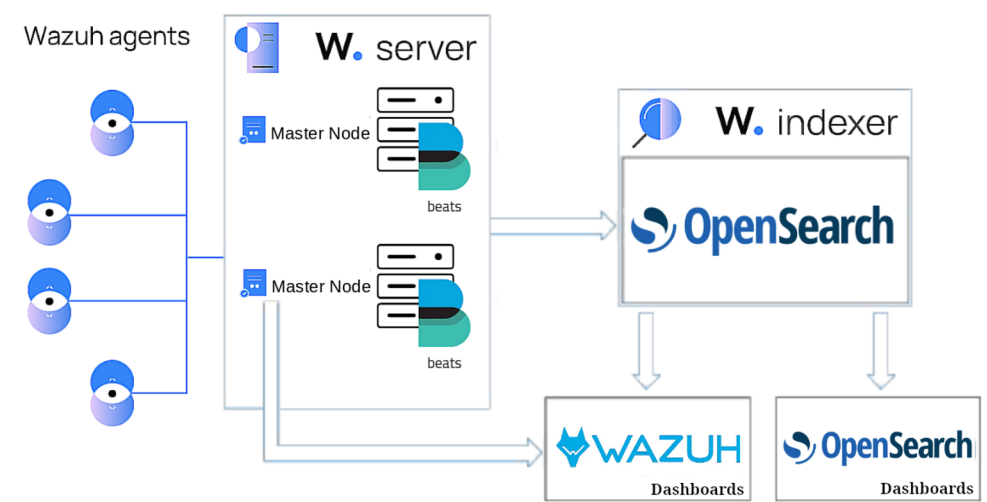 Wazuh agents
W. server
Master Node
beats
Master Node
beats
W. indexer
OpenSearch
WAZUH
Dashboards
OpenSearch
Dashboards